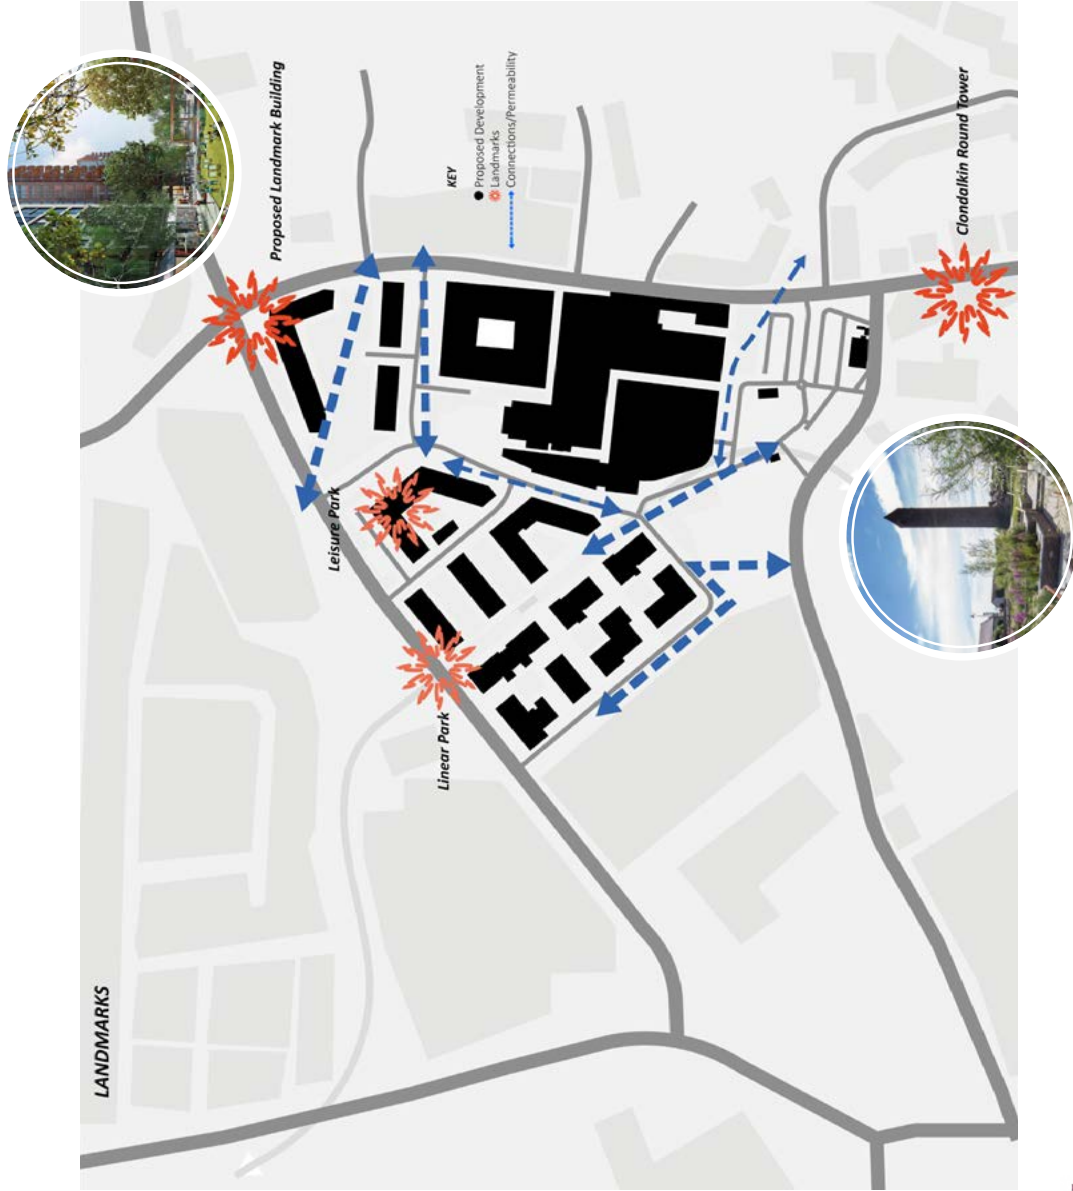 LANDMARKS
Linear Park
Leisure Park
Proposed Landmark Building
KEY
Proposed Development
Landmarks
Connections/Permeability
Clondalkin Round Tower